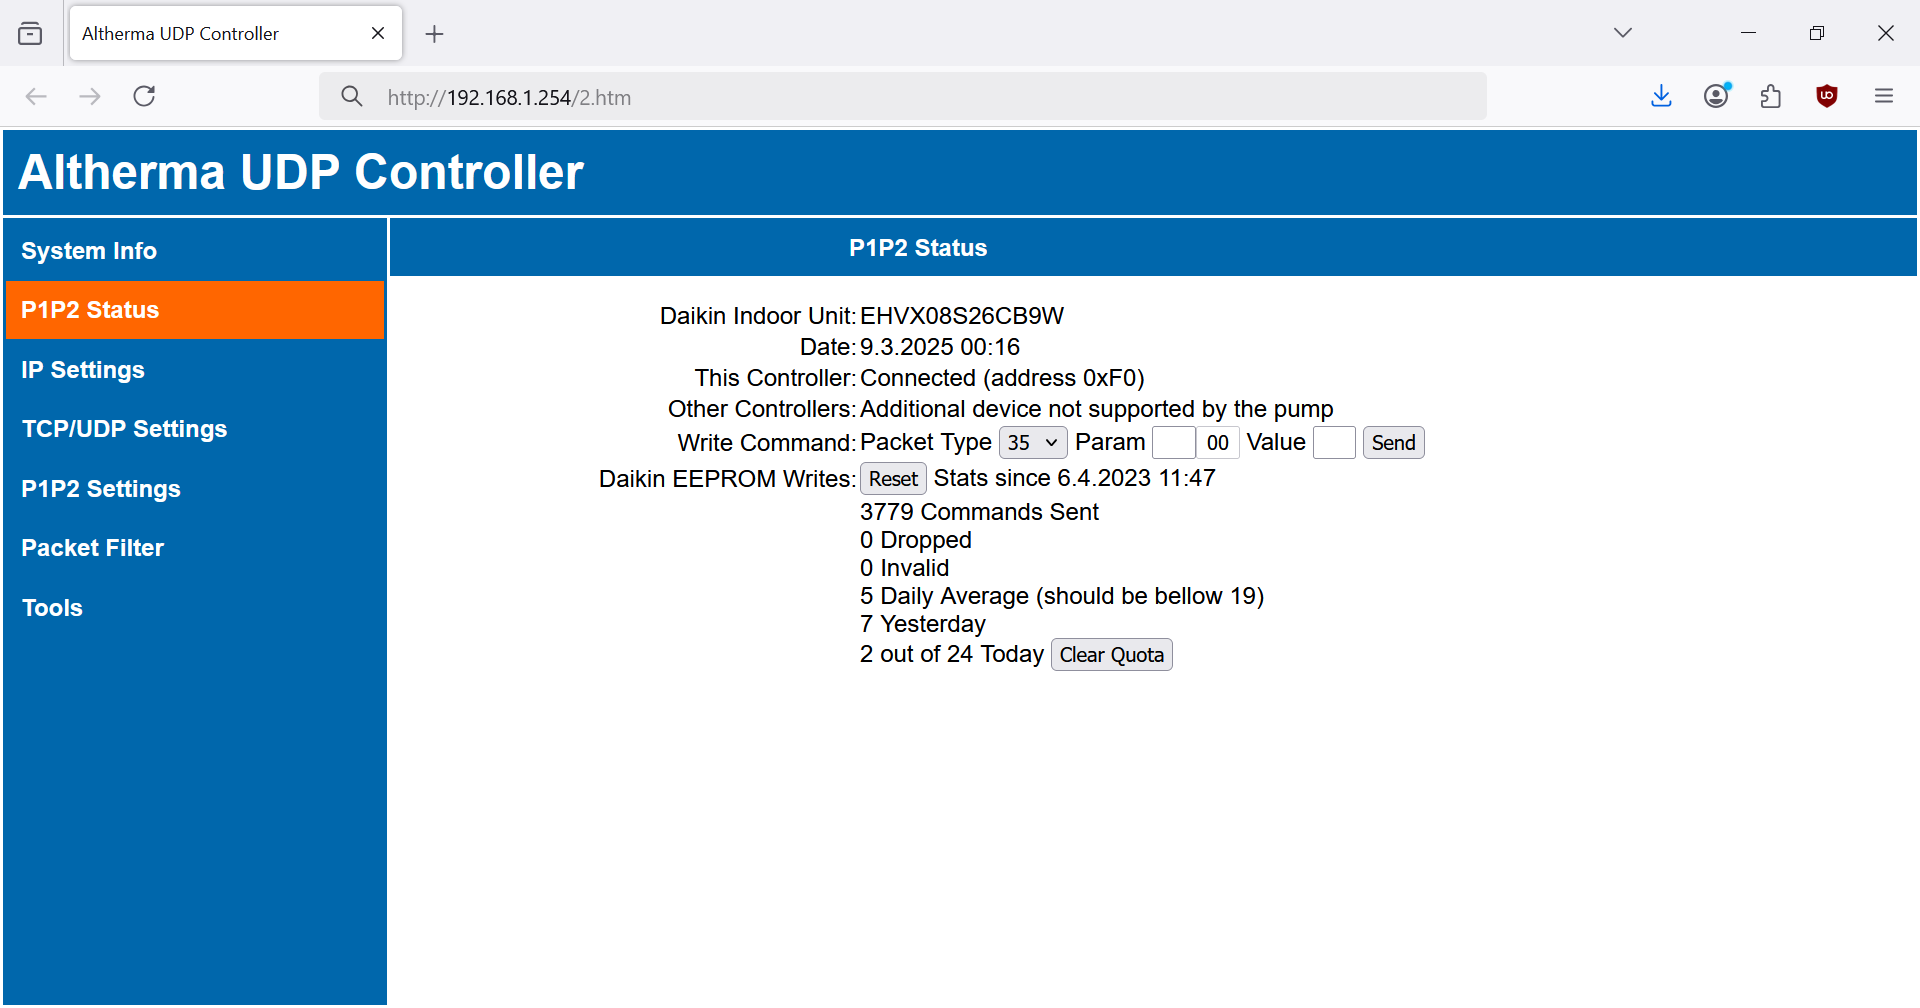 Altherma UDP Controller
http://192.168.1.254/2.htm
Altherma UDP Controller
System Info
P1P2 Status
IP Settings
TCP/UDP Settings
P1P2 Settings
Packet Filter
Tools
P1P2 Status
Daikin Indoor Unit: EHVX08S26CB9W
Date: 9.3.2025 00:16
This Controller: Connected (address 0xF0)
Other Controllers: Additional device not supported by the pump
Write Command: Packet Type 35 Param 00 Value Send
Daikin EEPROM Writes: Reset Stats since 6.4.2023 11:47
3779 Commands Sent
0 Dropped
0 Invalid
5 Daily Average (should be bellow 19)
7 Yesterday
2 out of 24 Today Clear Quota